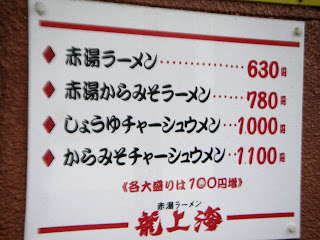 ◆赤湯ラーメン・・・・・・・・・630円
◆赤湯からみそラーメン・・・780円
◆しょうゆチャーシュウメン・・1.000円
◆からみそチャーシュウメン・・1.100円
《各大盛りは100円増》
赤湯ラーメン
龍上海